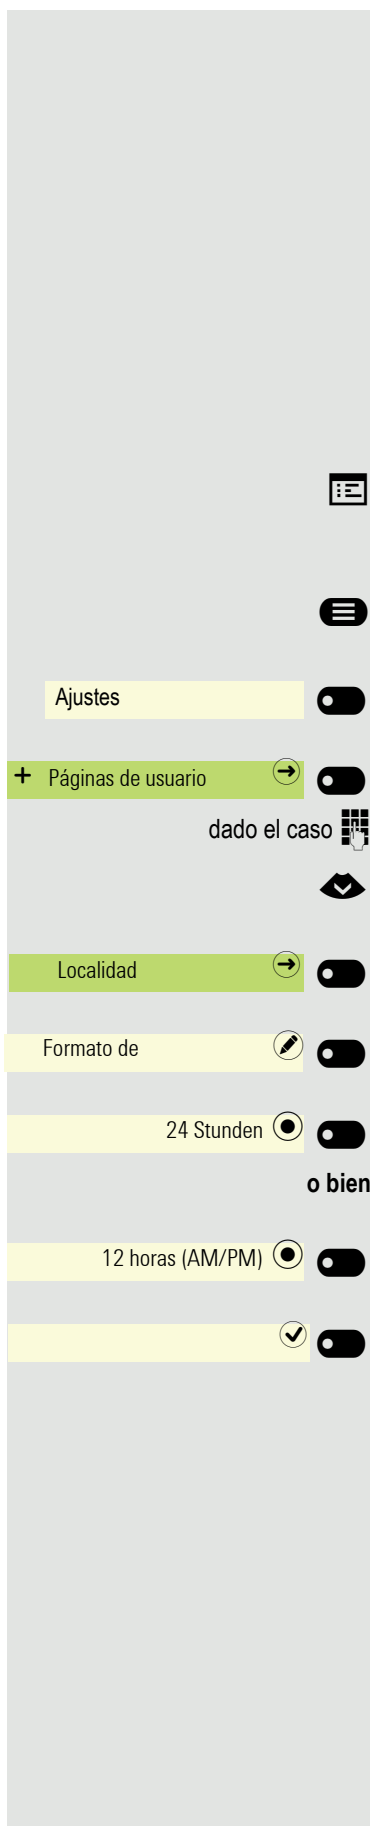 Ajustes
+ Páginas de usuario
dado el caso
Localidad
Formato de
24 Stunden
o bien
12 horas (AM/PM)